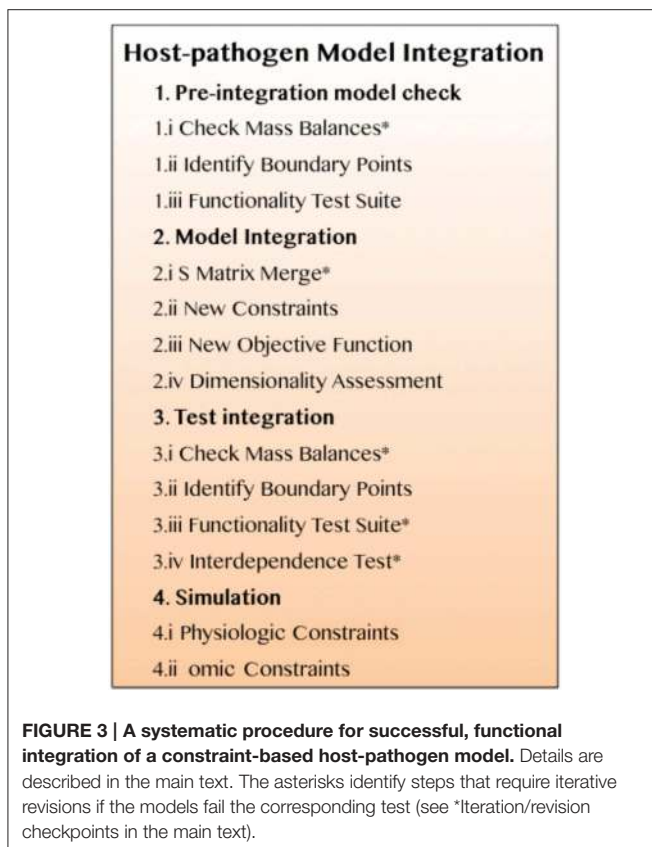 Host-pathogen Model Integration
1. Pre-integration model check
1.i Check Mass Balances*
1.ii Identify Boundary Points
1.iii Functionality Test Suite
2. Model Integration
2.i S Matrix Merge*
2.ii New Constraints
2.iii New Objective Function
2.iv Dimensionality Assessment
3. Test integration
3.i Check Mass Balances*
3.ii Identify Boundary Points
3.iii Functionality Test Suite*
3.iv Interdependence Test*
4. Simulation
4.i Physiologic Constraints
4.ii omic Constraints
FIGURE 3 | A systematic procedure for successful, functional
integration of a constraint-based host-pathogen model. Details are
described in the main text. The asterisks identify steps that require iterative
revisions if the models fail the corresponding test (see *Iteration/revision
checkpoints in the main text).